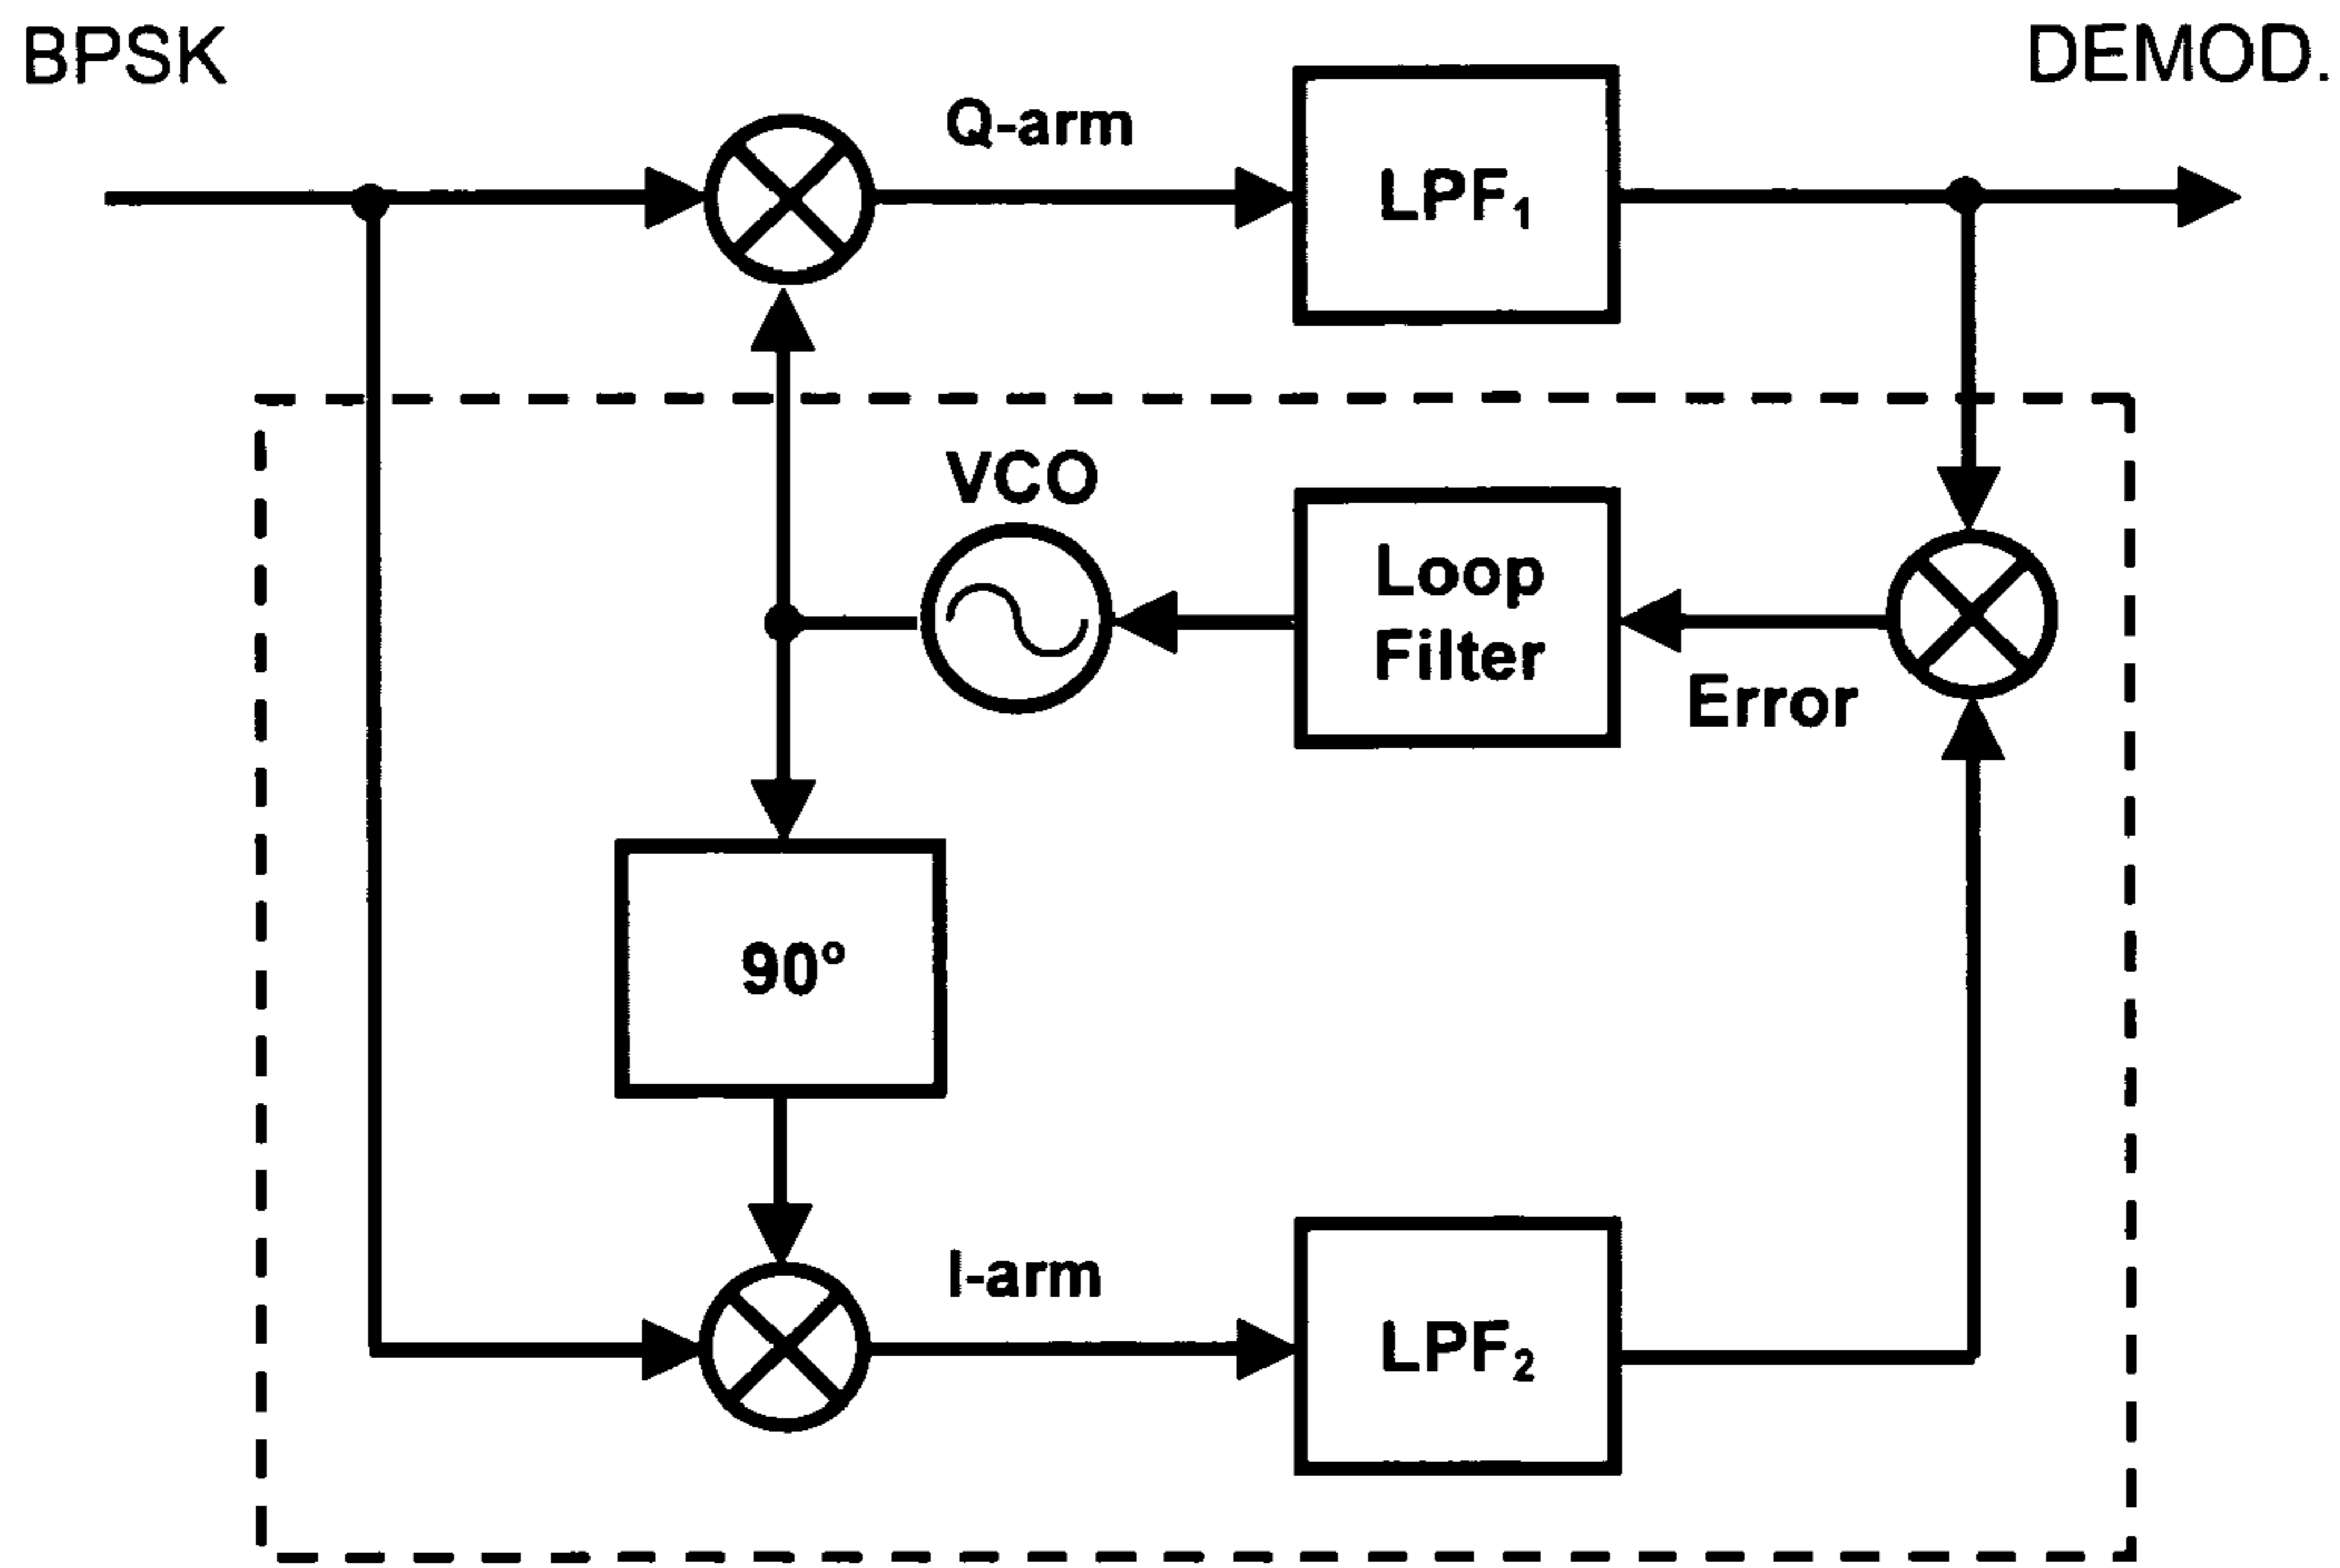 BPSK
DEMOD.
Q-arm
LPF₁
VCO
Loop
Filter
Error
90°
I-arm
LPF₂